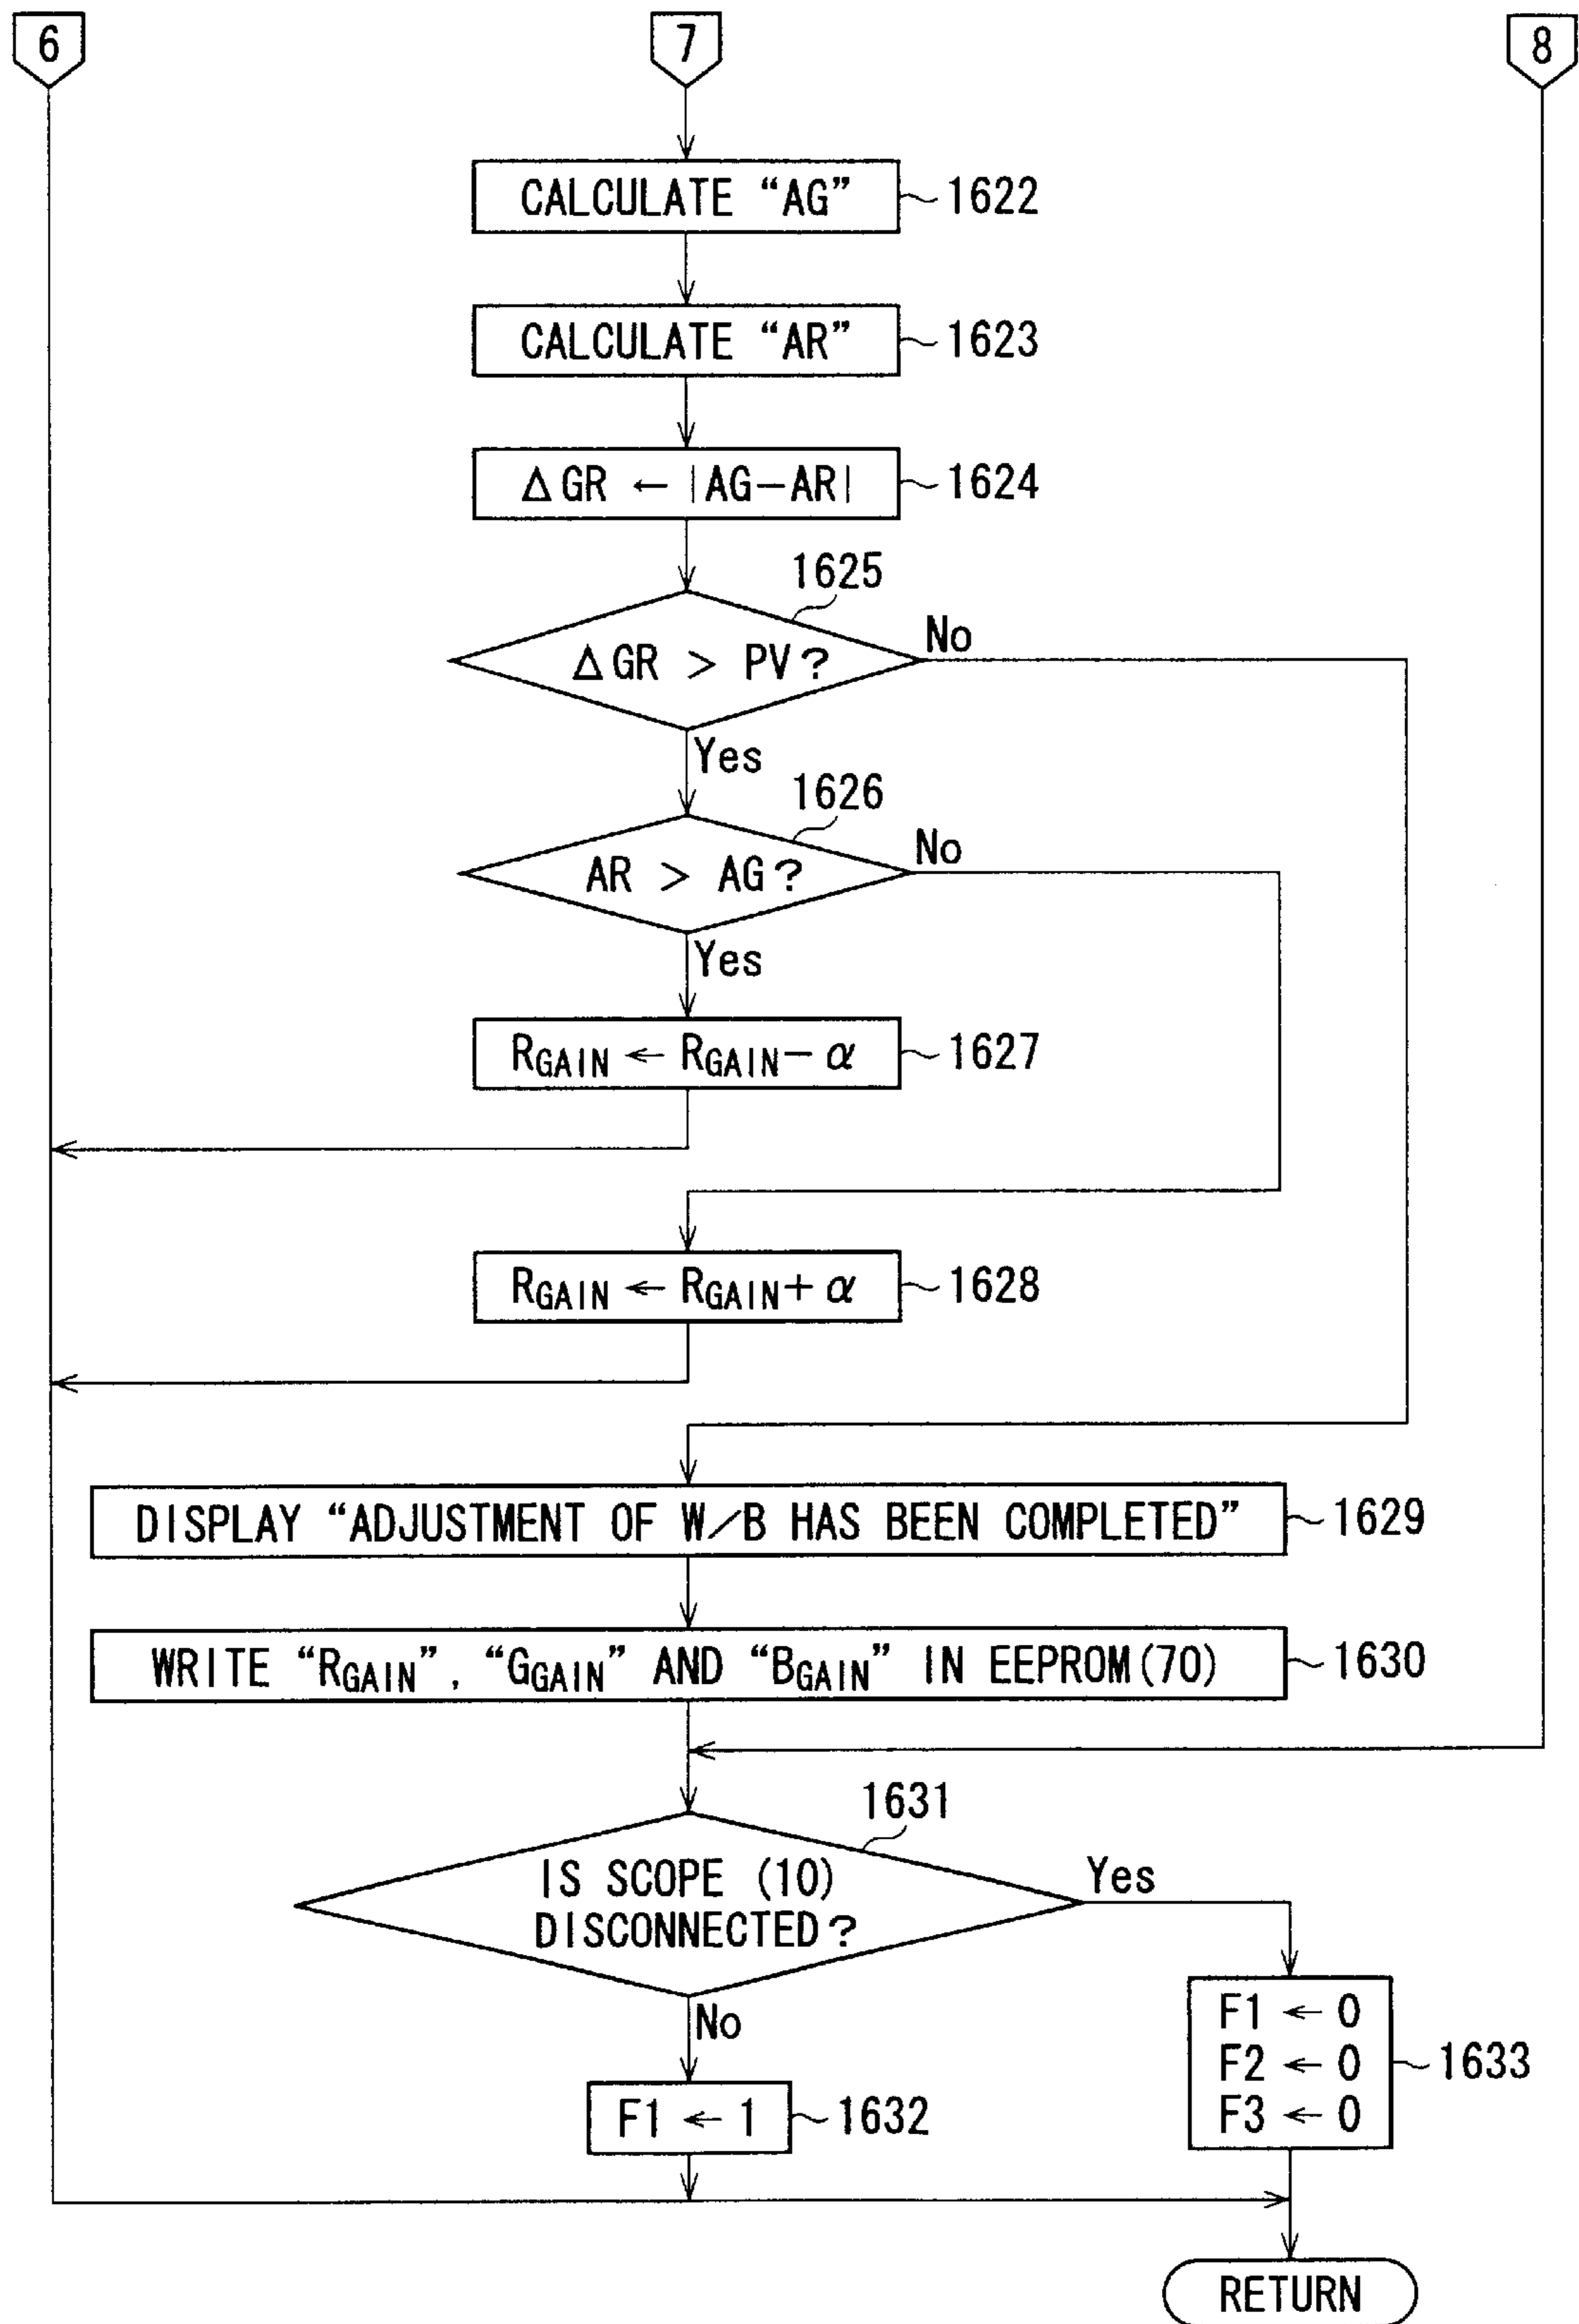 6
7
8
CALCULATE “AG”
1622
CALCULATE “AR”
1623
Δ GR ← |AG−AR|
1624
1625
Δ GR > PV?
No
Yes
1626
AR > AG?
No
Yes
RGAIN ← RGAIN− α
1627
RGAIN ← RGAIN+ α
1628
DISPLAY “ADJUSTMENT OF W/B HAS BEEN COMPLETED”
1629
WRITE “RGAIN”, “GGAIN” AND “BGAIN” IN EEPROM(70)
1630
1631
IS SCOPE (10)
DISCONNECTED?
Yes
No
F1 ← 0
F2 ← 0
F3 ← 0
1633
F1 ← 1
1632
RETURN